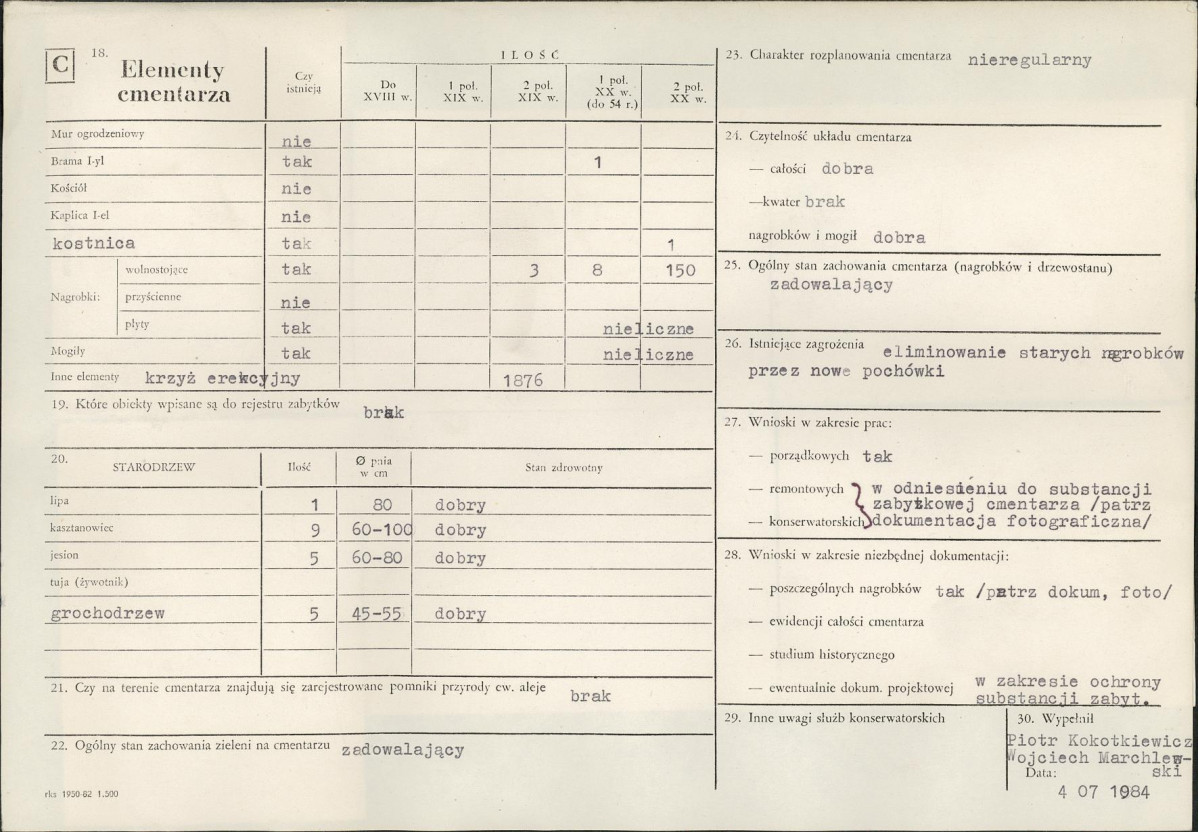 C
18. Elementy cmentarza
Czy istnieją
ILOŚĆ
Do XVIII w.
1 poł. XIX w.
2 poł. XIX w.
1 poł. XX w. (do 54 r.)
2 poł. XX w.
Mur ogrodzeniowy nie
Brama I-yl tak 1
Kościół nie
Kaplica I-el nie
kostnica tak 1
Nagrobki:
wolnostojące tak 3 8 150
przyścienne nie
płyty tak nieliczne
Mogiły tak nieliczne
Inne elementy krzyż erekcyjny 1876
19. Które obiekty wpisane są do rejestru zabytków brak
20. STARODRZEW Ilość Ø pnia w cm Stan zdrowotny
lipa 1 80 dobry
kasztanowiec 9 60-100 dobry
jesion 5 60-80 dobry
tuja (żywotnik)
grochodrzew 5 45-55 dobry
21. Czy na terenie cmentarza znajdują się zarejestrowane pomniki przyrody ew. aleje brak
22. Ogólny stan zachowania zieleni na cmentarzu zadowalający
rks 1950-82 1.500
23. Charakter rozplanowania cmentarza nieregularny
24. Czytelność układu cmentarza
— całości dobra
—kwater brak
nagrobków i mogił dobra
25. Ogólny stan zachowania cmentarza (nagrobków i drzewostanu)
zadowalający
26. Istniejące zagrożenia eliminowanie starych nagrobków
przez nowe pochówki
27. Wnioski w zakresie prac:
— porządkowych tak
— remontowych w odniesieniu do substancji
zabytkowej cmentarza /patrz
— konserwatorskich dokumentacja fotograficzna/
28. Wnioski w zakresie niezbędnej dokumentacji:
— poszczególnych nagrobków tak /patrz dokum, foto/
— ewidencji całości cmentarza
— studium historycznego
— ewentualnie dokum. projektowej w zakresie ochrony
substancji zabyt.
29. Inne uwagi służb konserwatorskich
30. Wypełnił
Piotr Kokotkiewicz
Wojciech Marchlew-
Data: ski
4 07 1984